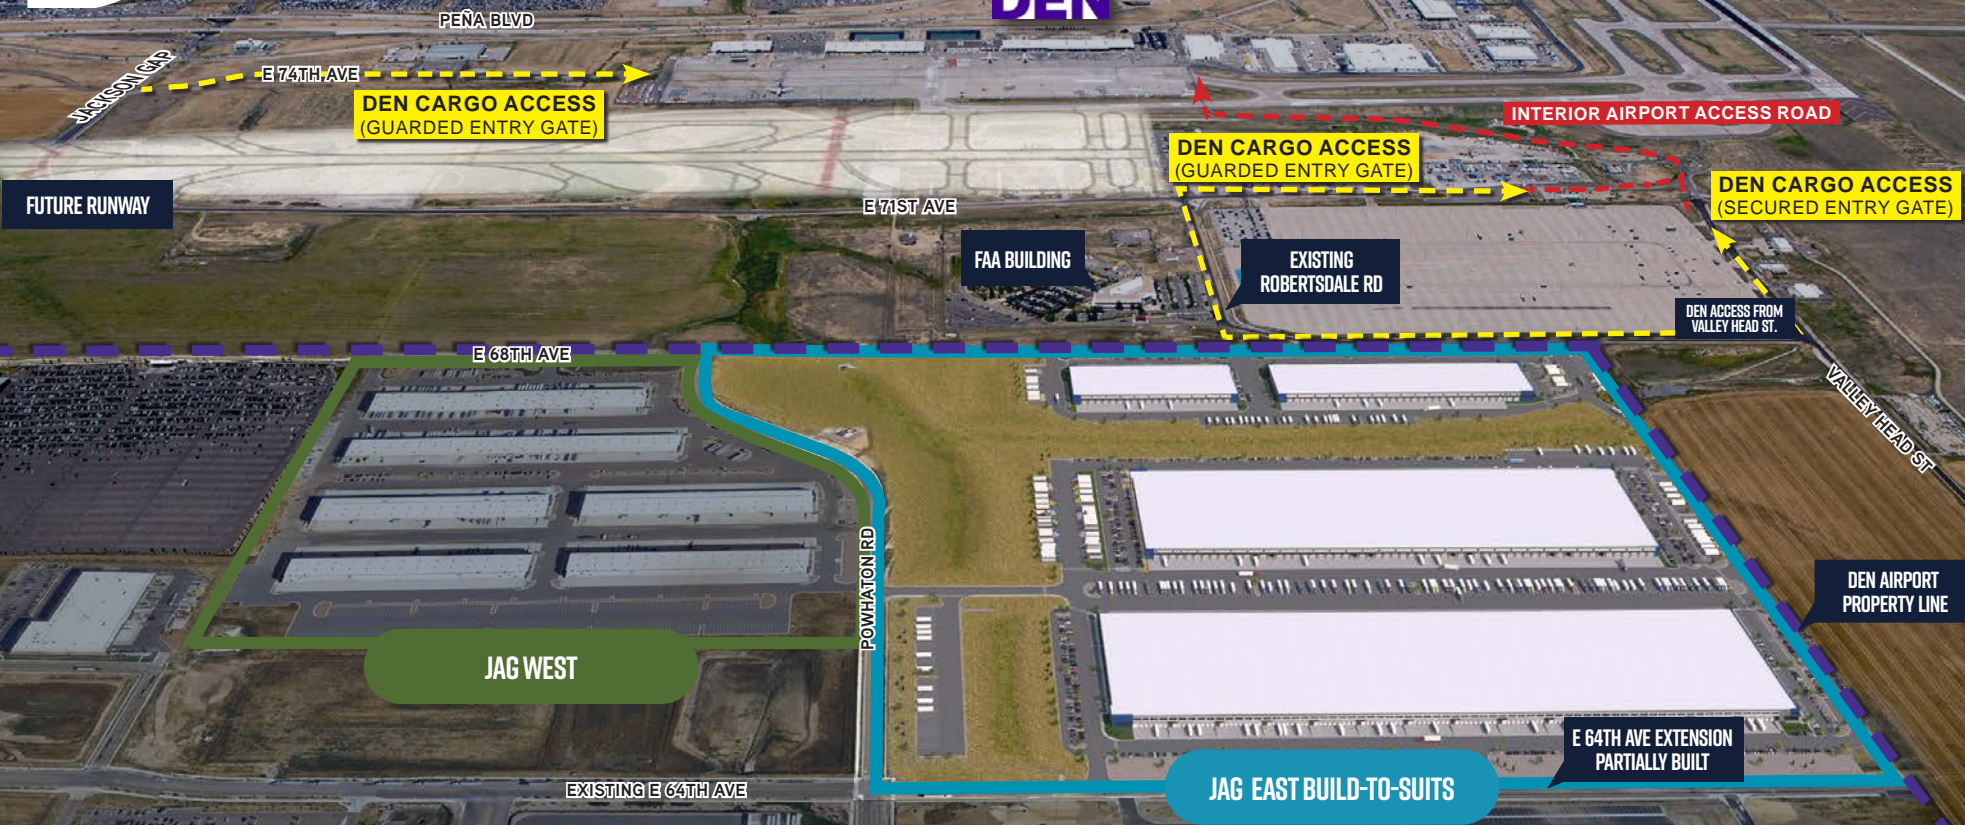 DEN
PEÑA BLVD
JACKSON GAP
E 74TH AVE
DEN CARGO ACCESS
(GUARDED ENTRY GATE)
INTERIOR AIRPORT ACCESS ROAD
DEN CARGO ACCESS
(GUARDED ENTRY GATE)
DEN CARGO ACCESS
(SECURED ENTRY GATE)
FUTURE RUNWAY
E 71ST AVE
FAA BUILDING
EXISTING
ROBERTSDALE RD
DEN ACCESS FROM
VALLEY HEAD ST.
E 68TH AVE
VALLEY HEAD ST
POWHATON RD
DEN AIRPORT
PROPERTY LINE
JAG WEST
E 64TH AVE EXTENSION
PARTIALLY BUILT
EXISTING E 64TH AVE
JAG EAST BUILD-TO-SUITS